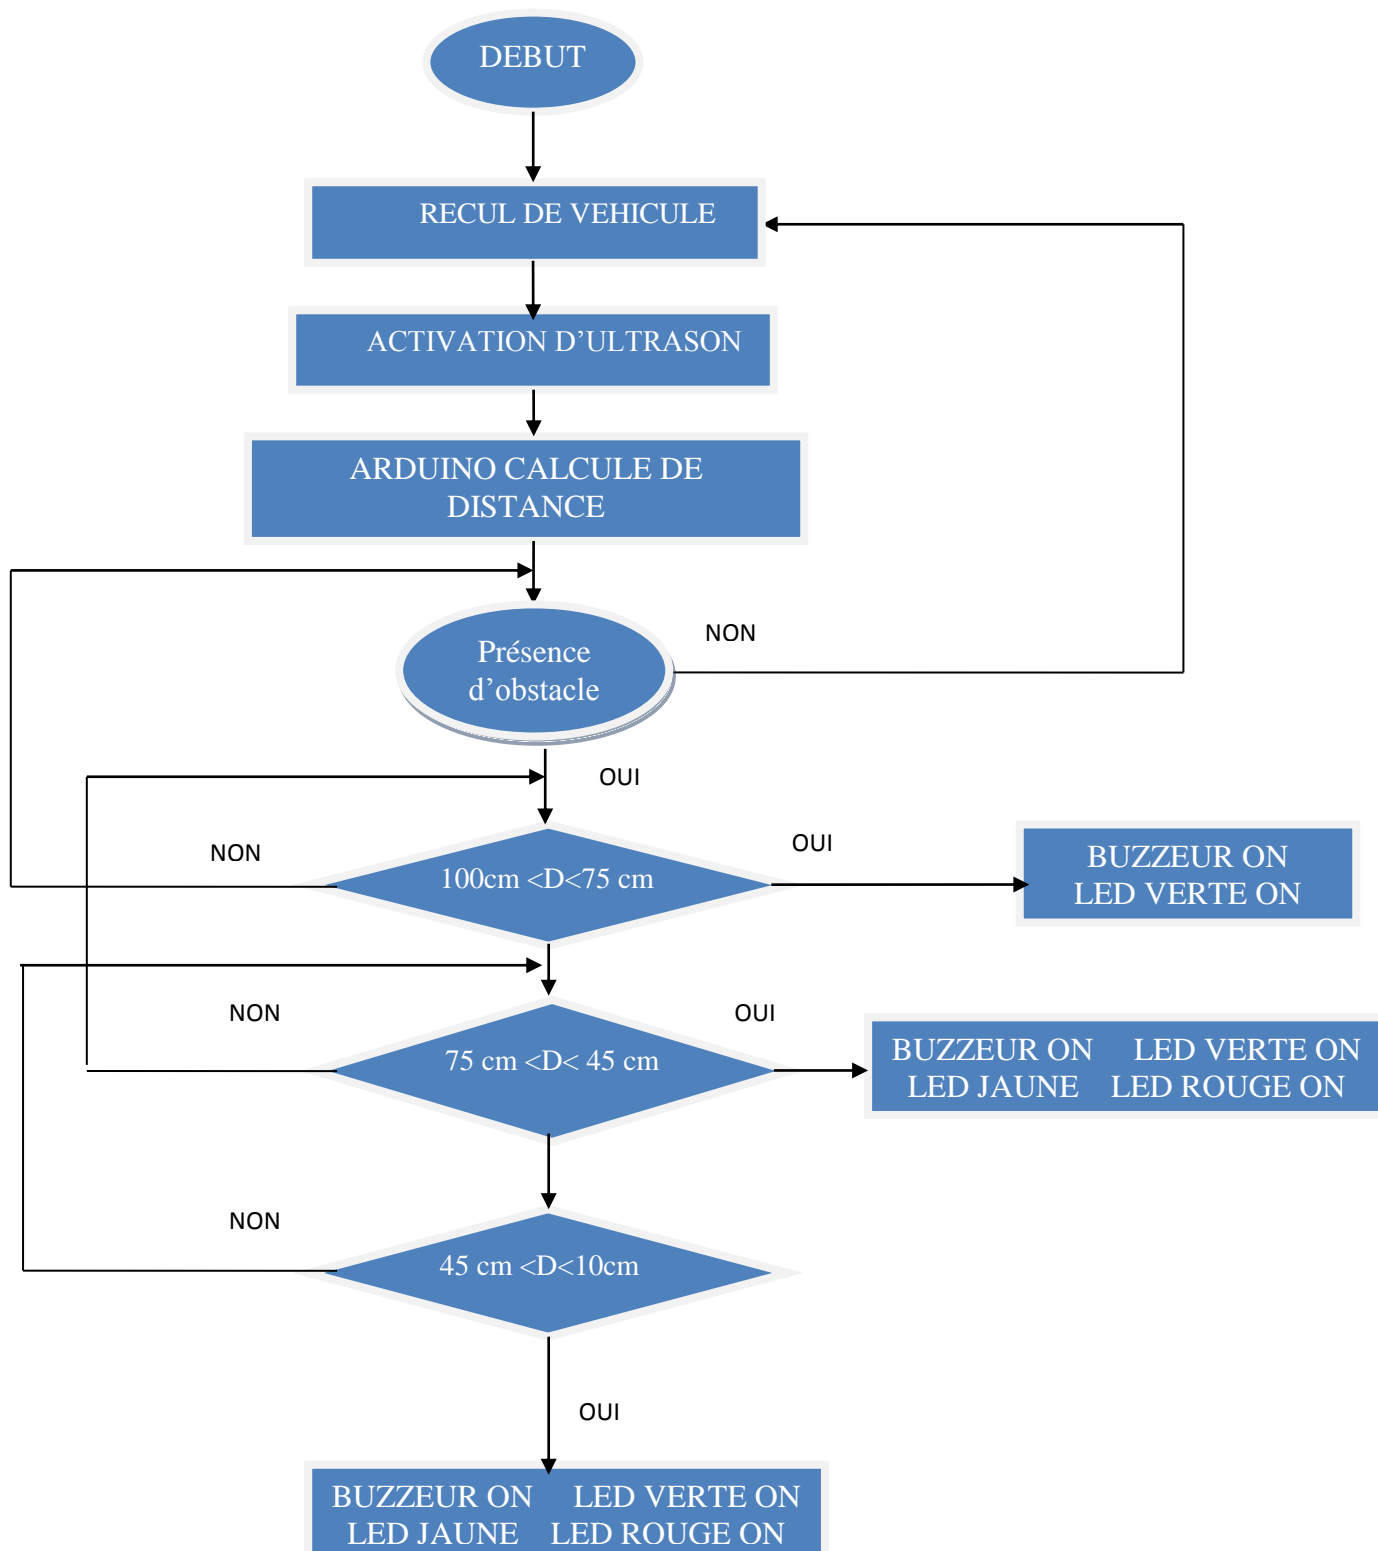 DEBUT
RECUL DE VEHICULE
ACTIVATION D’ULTRASON
ARDUINO CALCULE DE
DISTANCE
NON
Présence
d’obstacle
OUI
NON
100cm <D<75 cm
OUI
BUZZEUR ON
LED VERTE ON
NON
75 cm <D< 45 cm
OUI
BUZZEUR ON LED VERTE ON
LED JAUNE LED ROUGE ON
NON
45 cm <D<10cm
OUI
BUZZEUR ON LED VERTE ON
LED JAUNE LED ROUGE ON